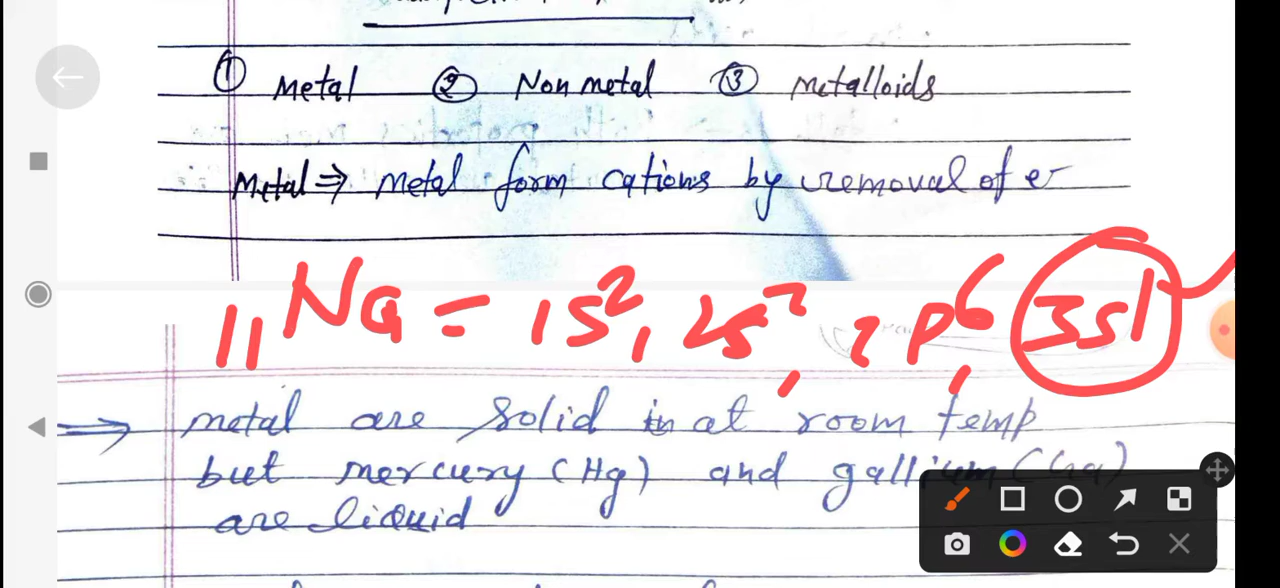 ① Metal ② Non metal ③ Metalloids
Metal ⇒ Metal form cations by removal of e-
₁₁Na = 1s², 2s², 2p⁶, 3s¹
⇒ metal are solid in at room temp
but mercury (Hg) and gallium (Ga)
are liquid